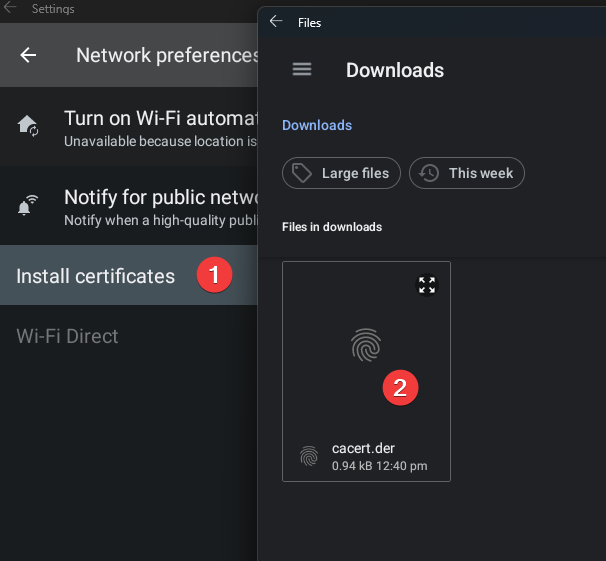 Settings
Network preferences
Turn on Wi-Fi automa
Unavailable because location is
Notify for public netw
Notify when a high-quality publi
Install certificates
1
Wi-Fi Direct
Files
Downloads
Downloads
Large files
This week
Files in downloads
2
cacert.der
0.94 kB 12:40 pm